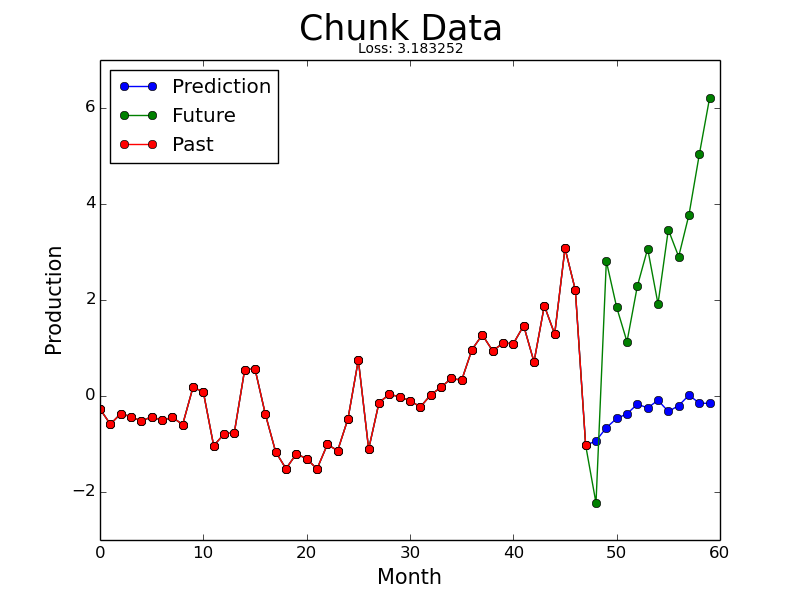 Chunk Data
Loss: 3.183252
Prediction
Future
Past
6
4
2
0
−2
Production
0 10 20 30 40 50 60
Month